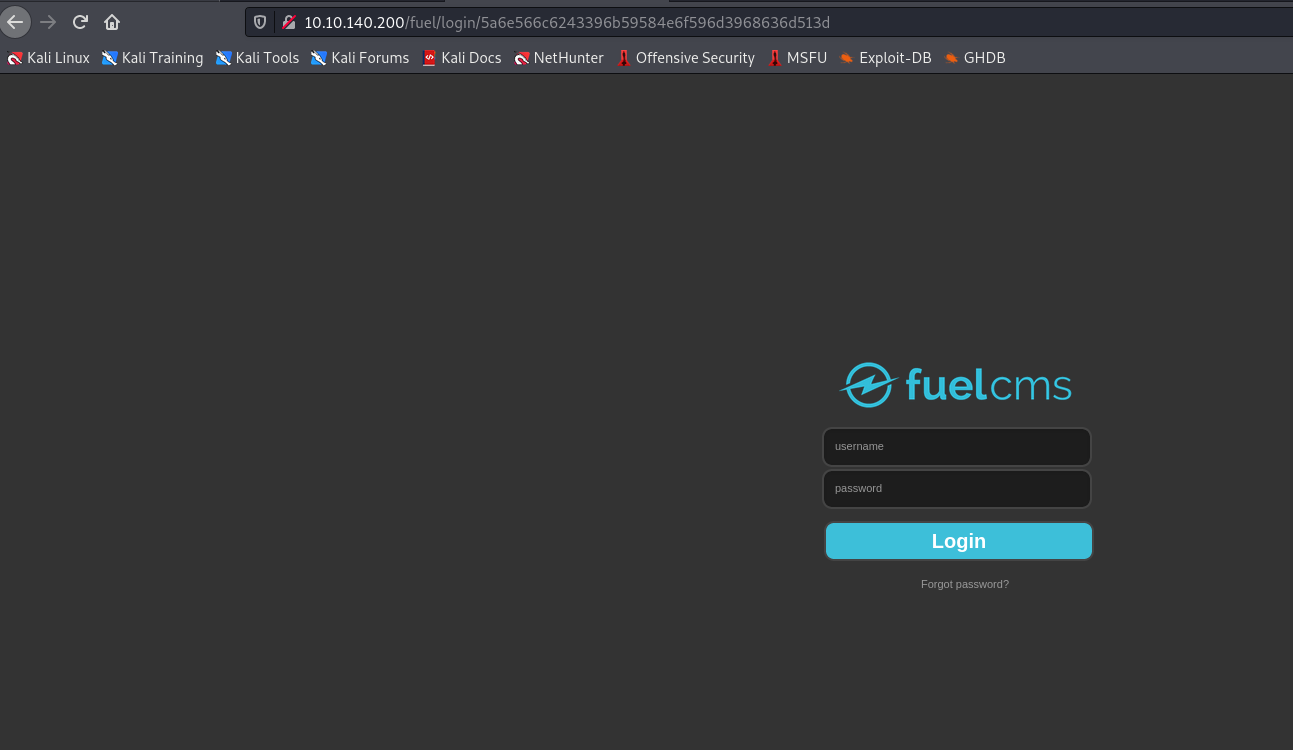 10.10.140.200/fuel/login/5a6e566c6243396b59584e6f596d3968636d513d
Kali Linux Kali Training Kali Tools Kali Forums Kali Docs NetHunter Offensive Security MSFU Exploit-DB GHDB
fuelcms
username
password
Login
Forgot password?